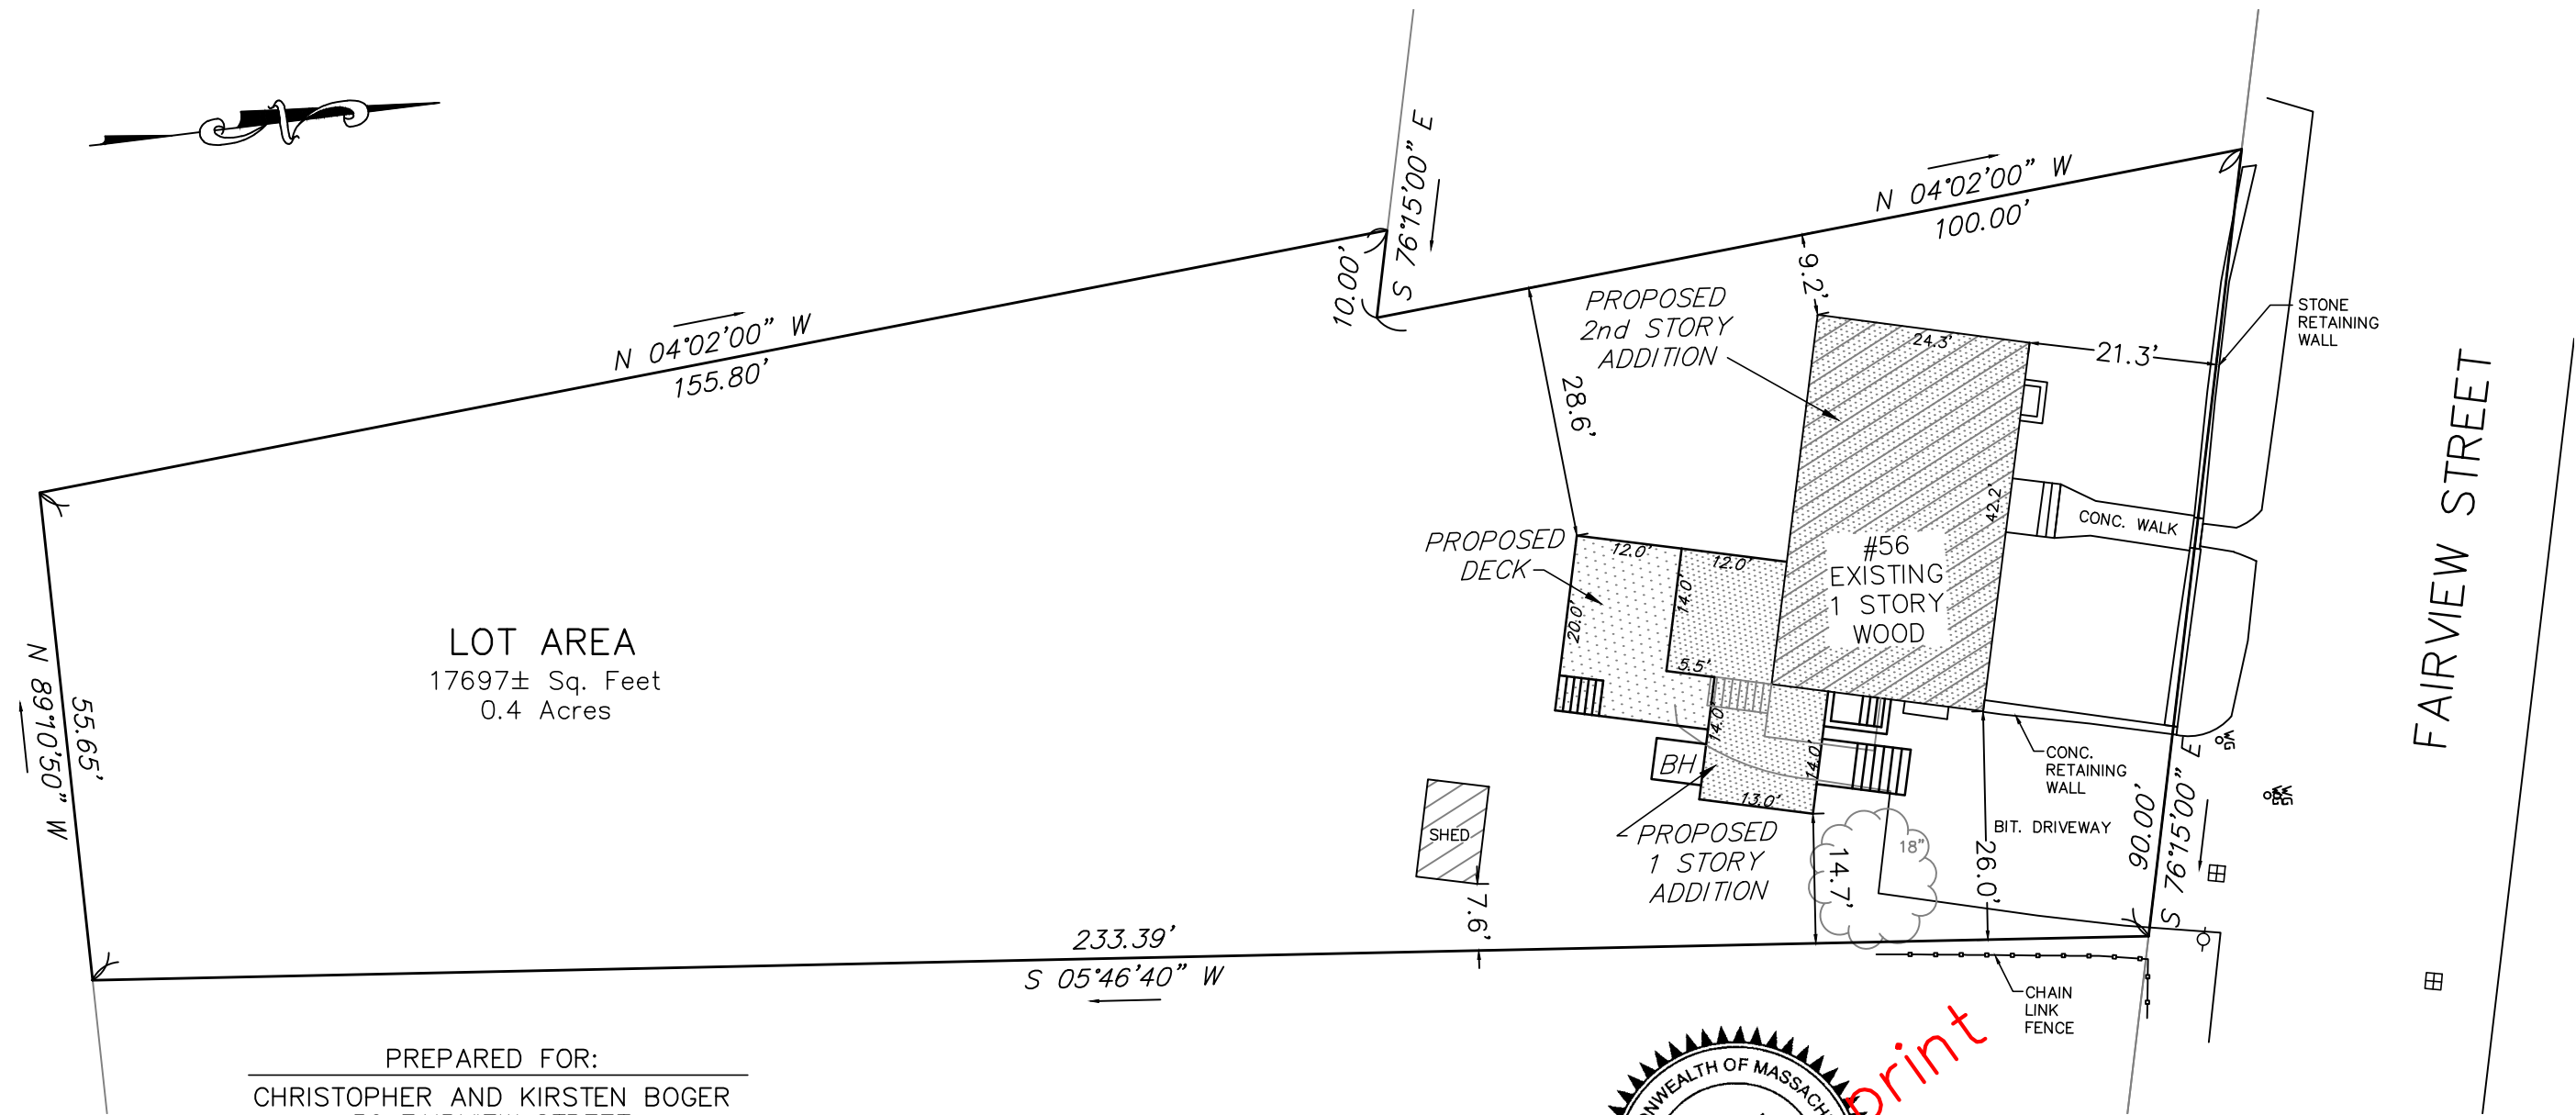 S 76°15'00" E
10.00'
N 04°02'00" W
100.00'
N 04°02'00" W
155.80'
9.2'
PROPOSED
2nd STORY
ADDITION
24.3'
21.3'
STONE
RETAINING
WALL
28.6'
42.2'
CONC. WALK
FAIRVIEW STREET
PROPOSED
DECK
12.0'
12.0'
14.0'
20.0'
5.5'
#56
EXISTING
1 STORY
WOOD
LOT AREA
17697± Sq. Feet
0.4 Acres
N 89°10'50" W
55.65'
14.0'
14.0'
BH
13.0'
SHED
7.6'
PROPOSED
1 STORY
ADDITION
14.7'
18"
26.0'
BIT. DRIVEWAY
CONC.
RETAINING
WALL
WG
90.00'
S 76°15'00" E
233.39'
S 05°46'40" W
CHAIN
LINK
FENCE
PREPARED FOR:
CHRISTOPHER AND KIRSTEN BOGER
print